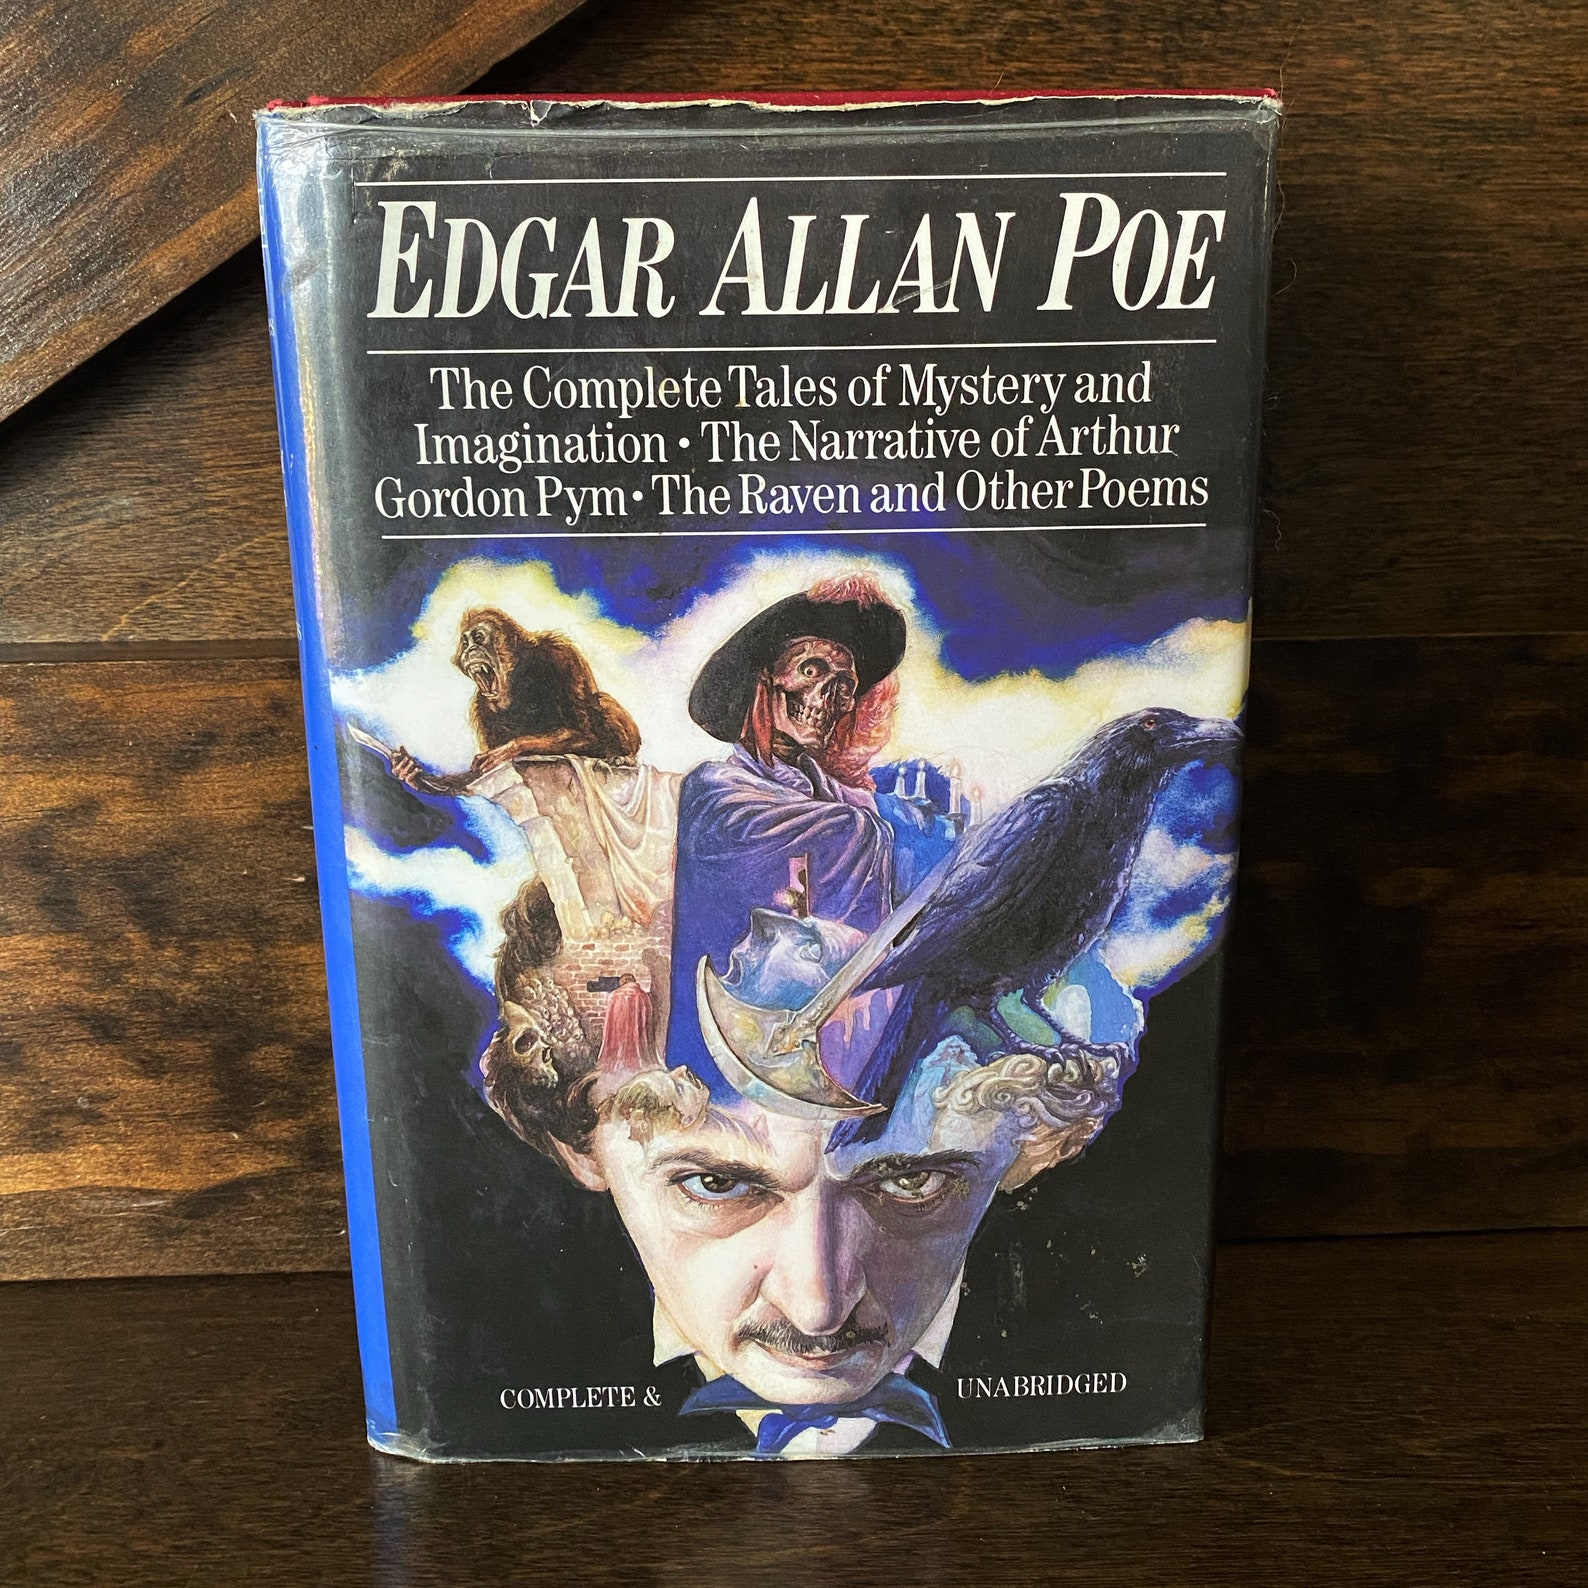 EDGAR ALLAN POE
The Complete Tales of Mystery and
Imagination • The Narrative of Arthur
Gordon Pym • The Raven and Other Poems
COMPLETE & UNABRIDGED